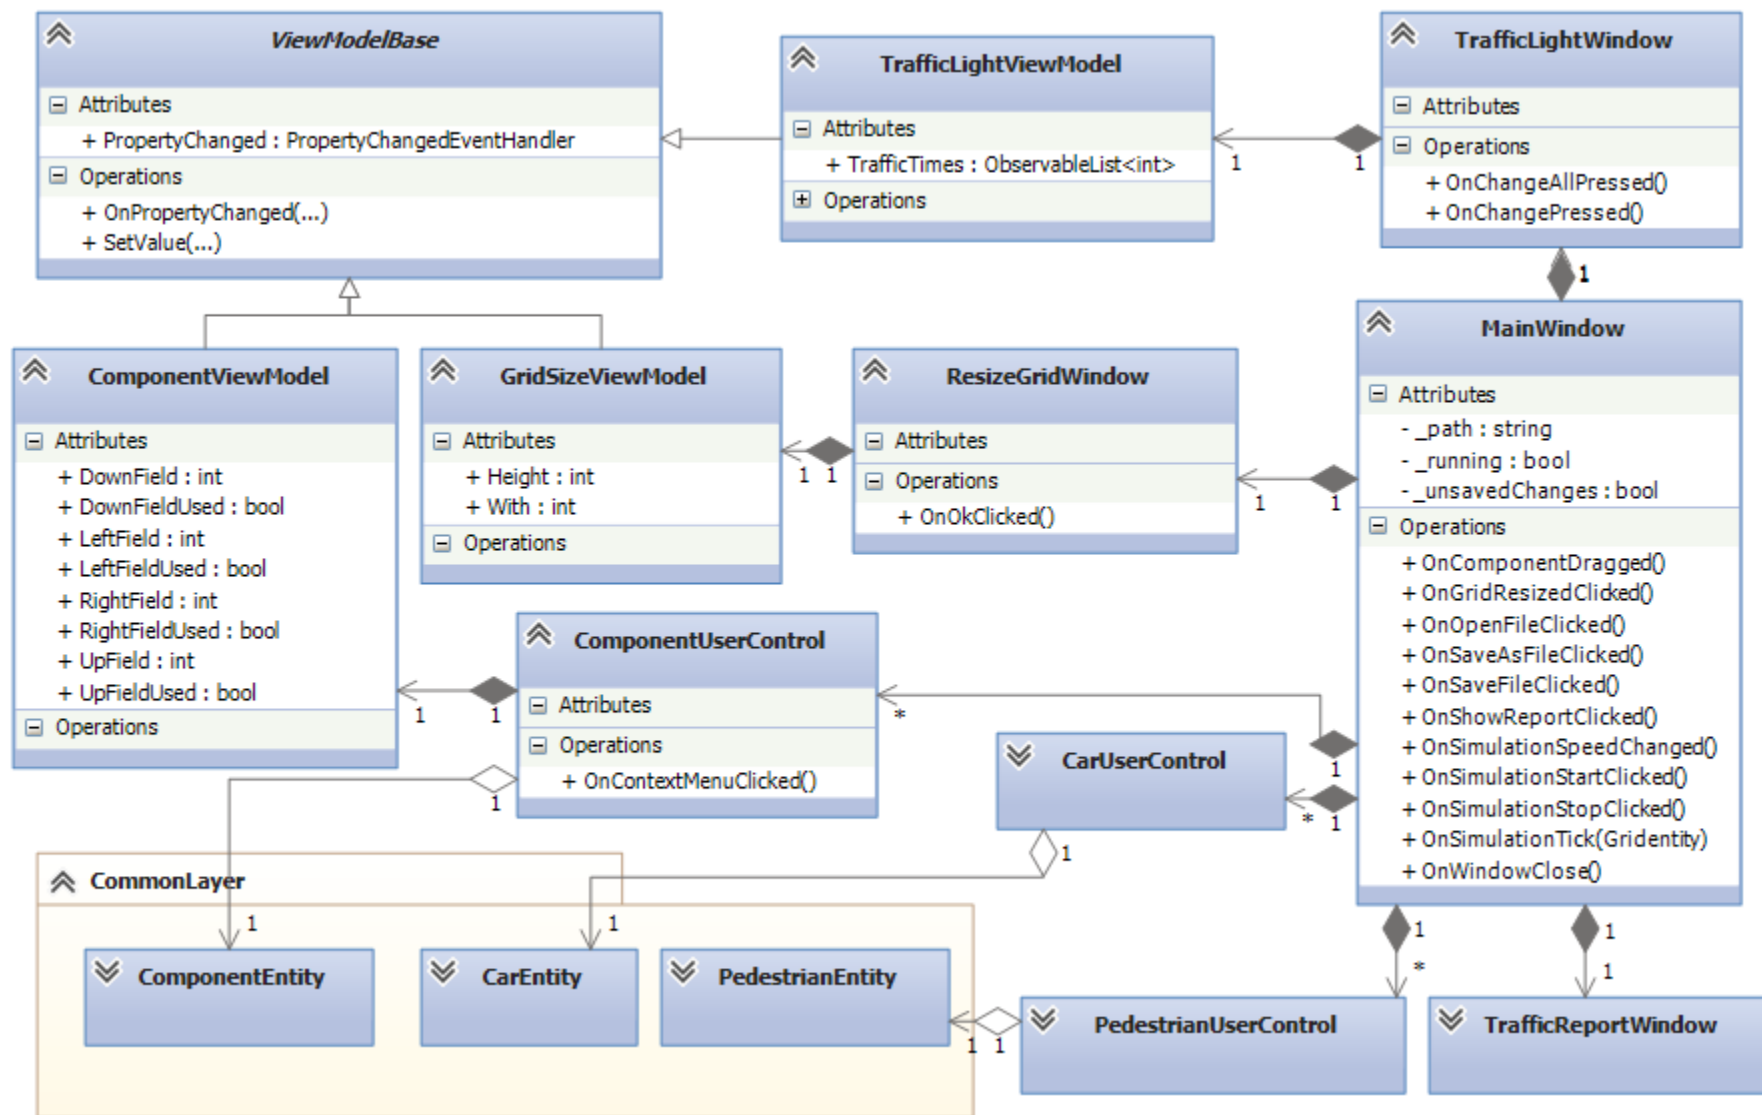 ViewModelBase
Attributes
+ PropertyChanged : PropertyChangedEventHandler
Operations
+ OnPropertyChanged(...)
+ SetValue(...)
TrafficLightViewModel
Attributes
+ TrafficTimes : ObservableList<int>
Operations
1
1
TrafficLightWindow
Attributes
Operations
+ OnChangeAllPressed()
+ OnChangePressed()
1
ComponentViewModel
Attributes
+ DownField : int
+ DownFieldUsed : bool
+ LeftField : int
+ LeftFieldUsed : bool
+ RightField : int
+ RightFieldUsed : bool
+ UpField : int
+ UpFieldUsed : bool
Operations
GridSizeViewModel
Attributes
+ Height : int
+ With : int
Operations
1
1
ResizeGridWindow
Attributes
Operations
+ OnOkClicked()
1
1
MainWindow
Attributes
- _path : string
- _running : bool
- _unsavedChanges : bool
Operations
+ OnComponentDragged()
+ OnGridResizedClicked()
+ OnOpenFileClicked()
+ OnSaveAsFileClicked()
+ OnSaveFileClicked()
+ OnShowReportClicked()
+ OnSimulationSpeedChanged()
+ OnSimulationStartClicked()
+ OnSimulationStopClicked()
+ OnSimulationTick(Gridentity)
+ OnWindowClose()
ComponentUserControl
Attributes
Operations
+ OnContextMenuClicked()
1
1
1
*
1
CarUserControl
*
1
1
CommonLayer
1
1
ComponentEntity
CarEntity
PedestrianEntity
1
1
1
*
1
1
PedestrianUserControl
TrafficReportWindow